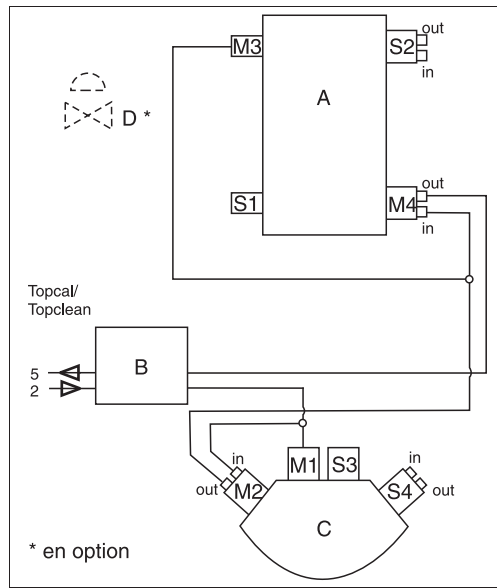 out
M3
S2
in
A
D *
S1
out
M4
in
Topcal/
Topclean
5
B
2
in
in
M1
S3
out
M2
S4
out
C
* en option